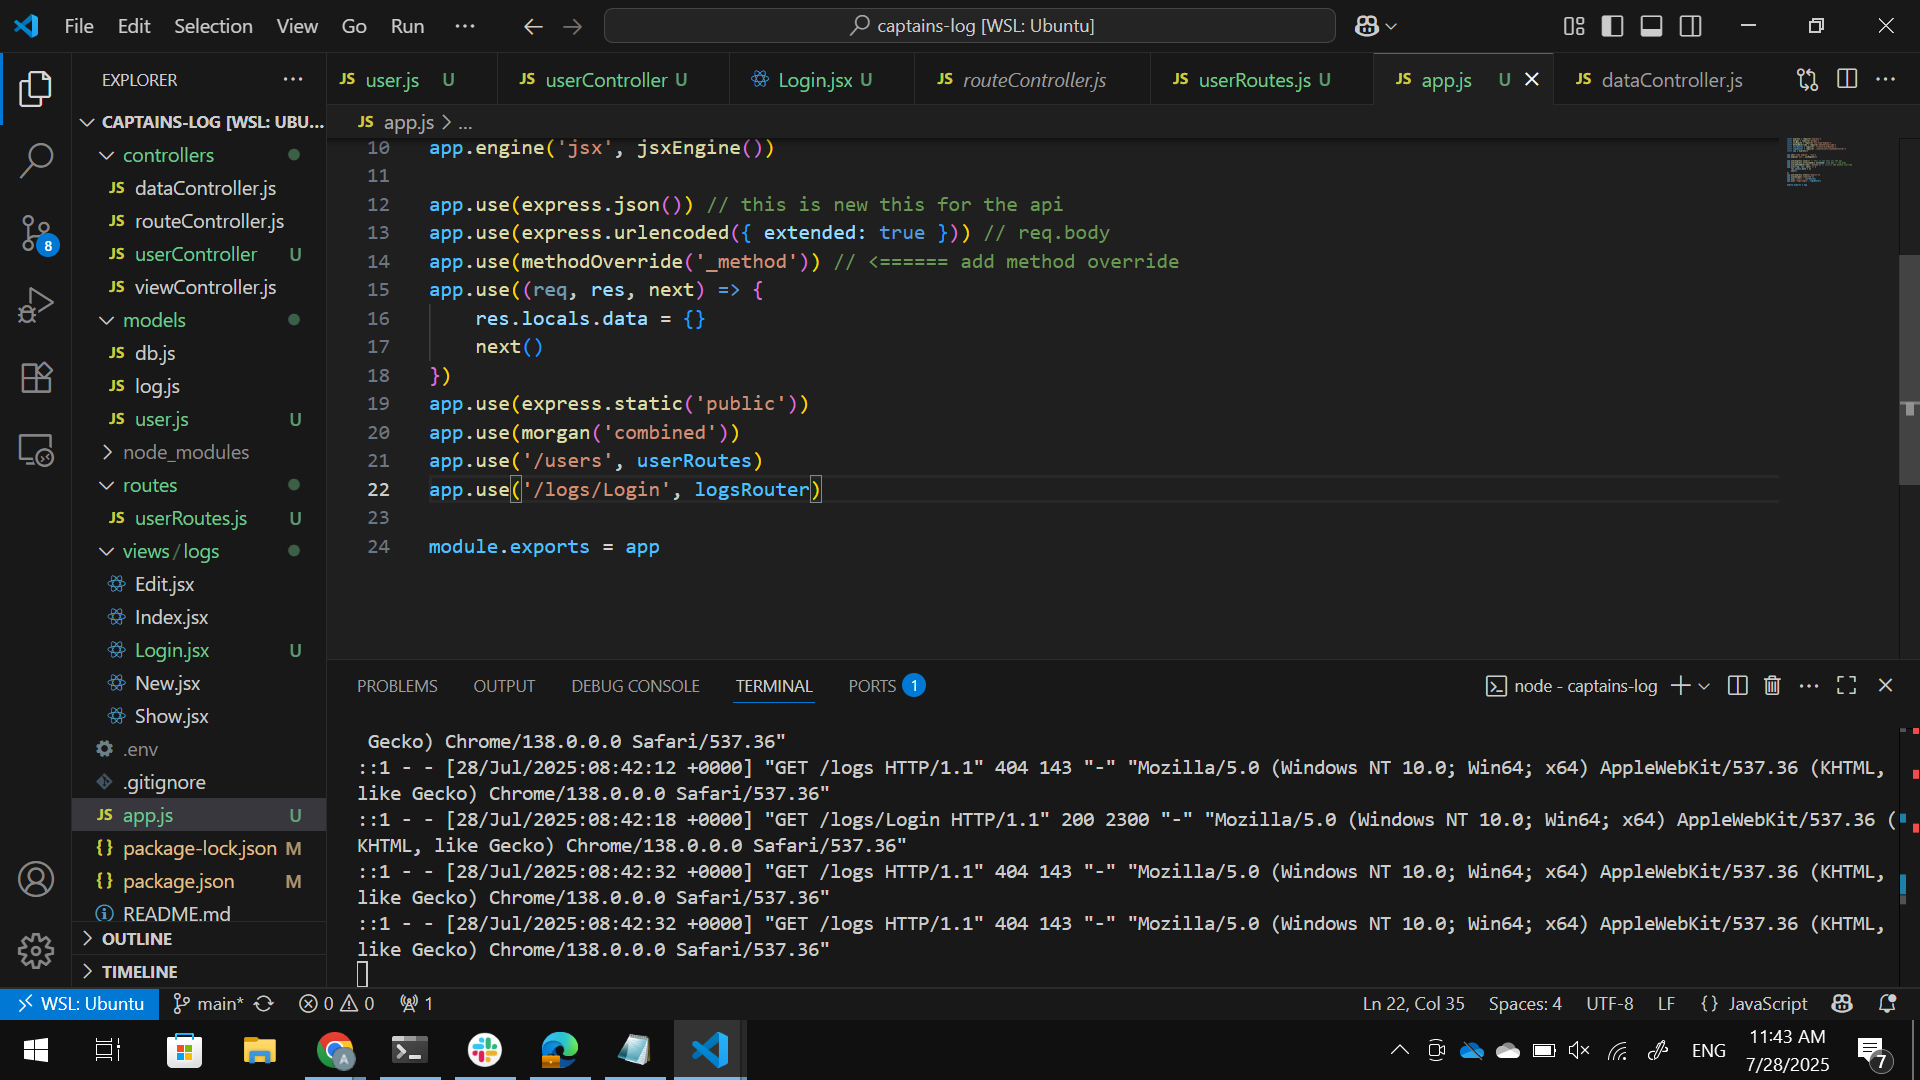 File Edit Selection View Go Run ...
captains-log [WSL: Ubuntu]
EXPLORER ...
CAPTAINS-LOG [WSL: UBU...
controllers
JS dataController.js
JS routeController.js
JS userController U
JS viewController.js
models
JS db.js
JS log.js
JS user.js U
node_modules
routes
JS userRoutes.js U
views/logs
Edit.jsx
Index.jsx
Login.jsx U
New.jsx
Show.jsx
.env
.gitignore
JS app.js U
{} package-lock.json M
{} package.json M
README.md
OUTLINE
TIMELINE
8
JS user.js U
JS userController U
Login.jsx U
JS routeController.js
JS userRoutes.js U
JS app.js U
JS dataController.js
JS app.js > ...
10 app.engine('jsx', jsxEngine())
11
12 app.use(express.json()) // this is new this for the api
13 app.use(express.urlencoded({ extended: true })) // req.body
14 app.use(methodOverride('_method')) // <====== add method override
15 app.use((req, res, next) => {
16 res.locals.data = {}
17 next()
18 })
19 app.use(express.static('public'))
20 app.use(morgan('combined'))
21 app.use('/users', userRoutes)
22 app.use('/logs/Login', logsRouter)
23
24 module.exports = app
PROBLEMS OUTPUT DEBUG CONSOLE TERMINAL PORTS 1
node - captains-log
Gecko) Chrome/138.0.0.0 Safari/537.36"
::1 - - [28/Jul/2025:08:42:12 +0000] "GET /logs HTTP/1.1" 404 143 "-" "Mozilla/5.0 (Windows NT 10.0; Win64; x64) AppleWebKit/537.36 (KHTML,
like Gecko) Chrome/138.0.0.0 Safari/537.36"
::1 - - [28/Jul/2025:08:42:18 +0000] "GET /logs/Login HTTP/1.1" 200 2300 "-" "Mozilla/5.0 (Windows NT 10.0; Win64; x64) AppleWebKit/537.36 (
KHTML, like Gecko) Chrome/138.0.0.0 Safari/537.36"
::1 - - [28/Jul/2025:08:42:32 +0000] "GET /logs HTTP/1.1" 404 143 "-" "Mozilla/5.0 (Windows NT 10.0; Win64; x64) AppleWebKit/537.36 (KHTML,
like Gecko) Chrome/138.0.0.0 Safari/537.36"
::1 - - [28/Jul/2025:08:42:32 +0000] "GET /logs HTTP/1.1" 404 143 "-" "Mozilla/5.0 (Windows NT 10.0; Win64; x64) AppleWebKit/537.36 (KHTML,
like Gecko) Chrome/138.0.0.0 Safari/537.36"
WSL: Ubuntu main* 0 0 1
Ln 22, Col 35 Spaces: 4 UTF-8 LF {} JavaScript
A
ENG
11:43 AM
7/28/2025
7